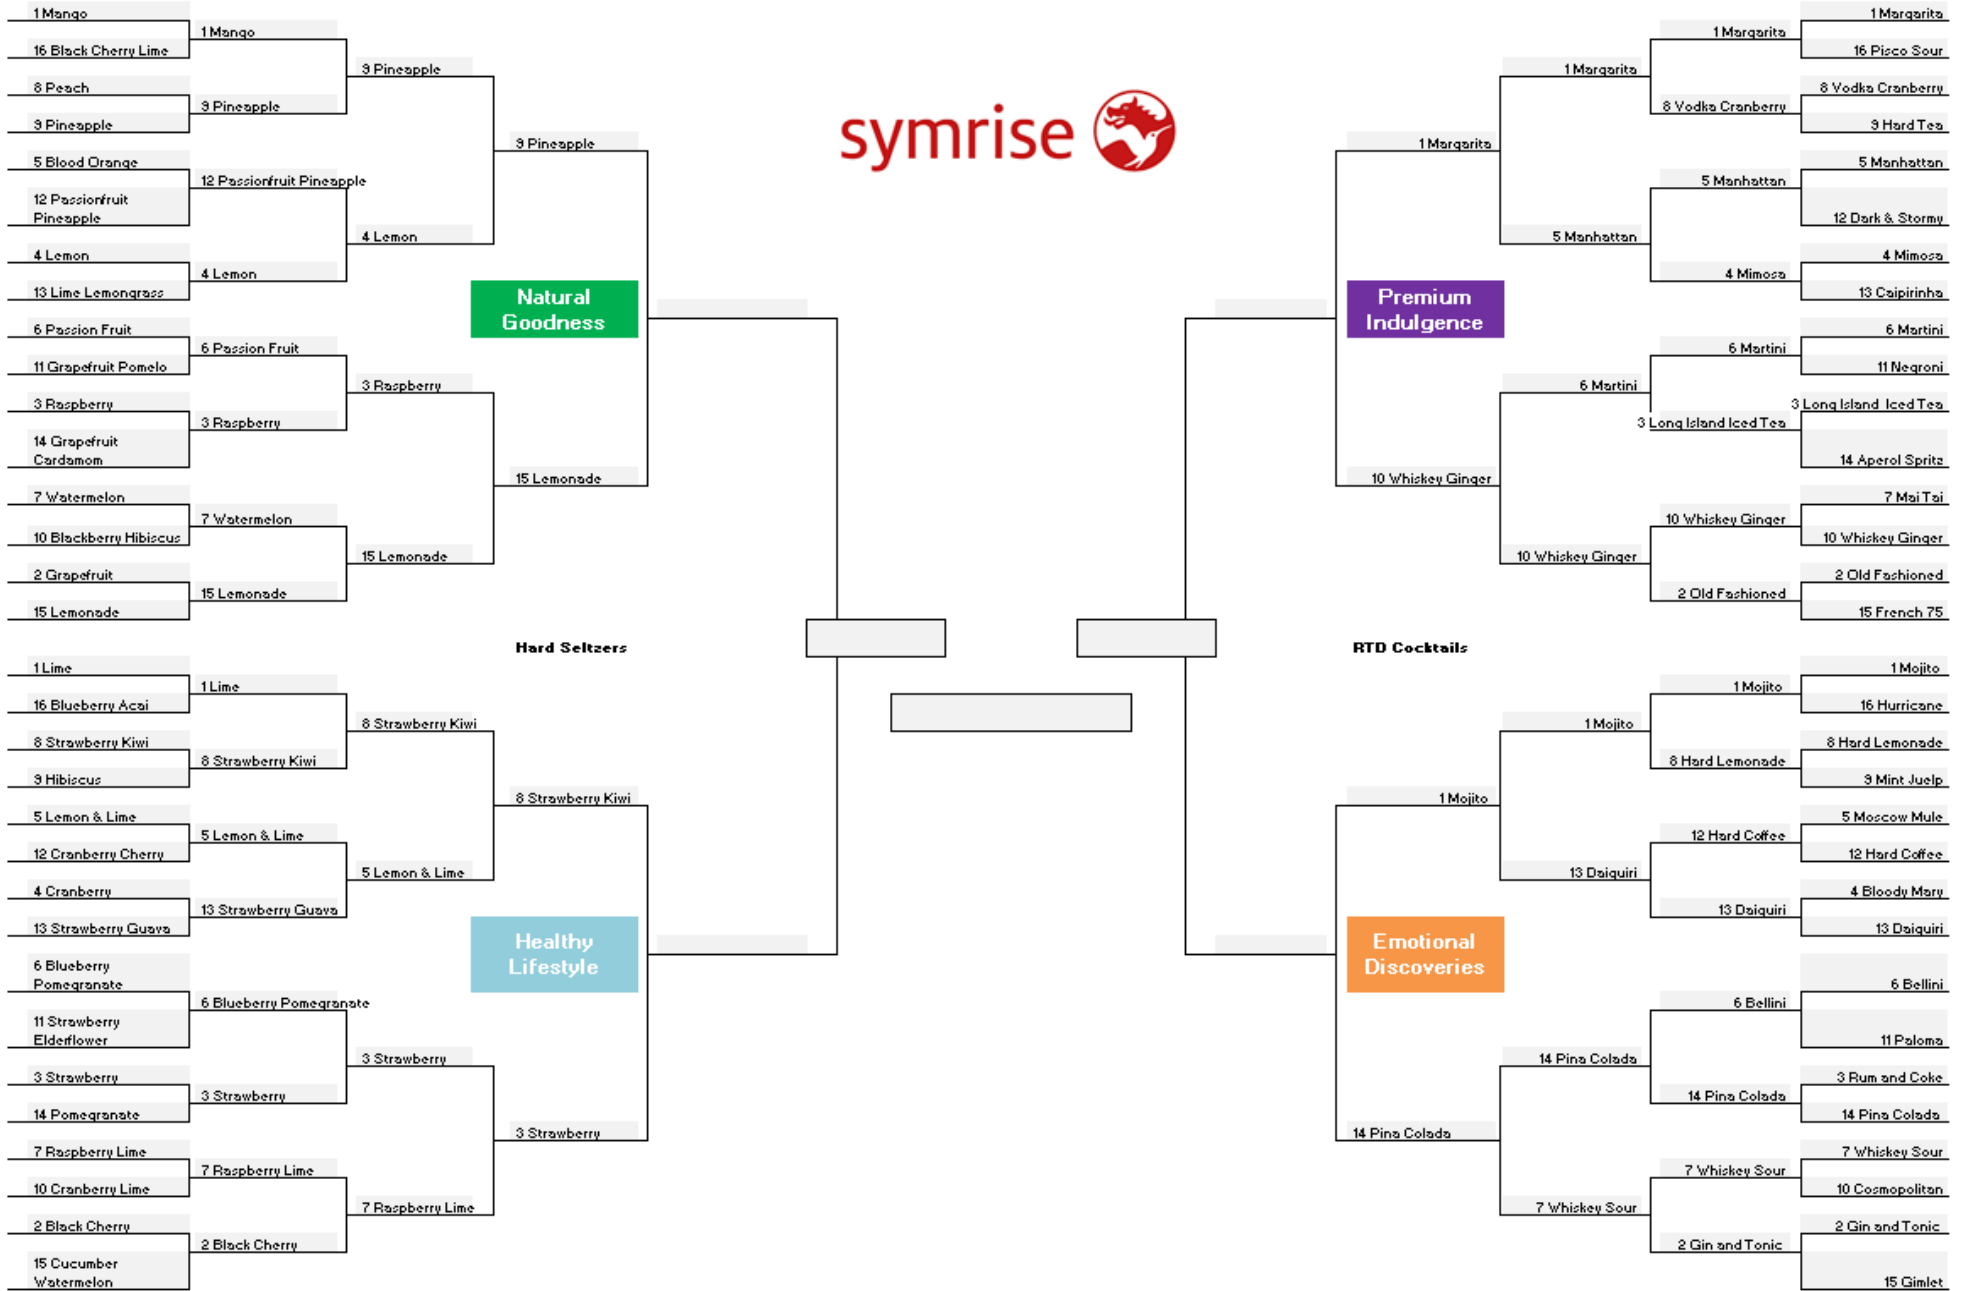 1 Mango
16 Black Cherry Lime
8 Peach
9 Pineapple
5 Blood Orange
12 Passionfruit
Pineapple
4 Lemon
13 Lime Lemongrass
6 Passion Fruit
11 Grapefruit Pomelo
3 Raspberry
14 Grapefruit
Cardamom
7 Watermelon
10 Blackberry Hibiscus
2 Grapefruit
15 Lemonade
1 Mango
9 Pineapple
12 Passionfruit Pineapple
4 Lemon
6 Passion Fruit
3 Raspberry
7 Watermelon
15 Lemonade
9 Pineapple
4 Lemon
3 Raspberry
15 Lemonade
9 Pineapple
15 Lemonade
Natural
Goodness
Hard Seltzers
1 Lime
16 Blueberry Acai
8 Strawberry Kiwi
9 Hibiscus
5 Lemon & Lime
12 Cranberry Cherry
4 Cranberry
13 Strawberry Guava
6 Blueberry
Pomegranate
11 Strawberry
Elderflower
3 Strawberry
14 Pomegranate
7 Raspberry Lime
10 Cranberry Lime
2 Black Cherry
15 Cucumber
Watermelon
1 Lime
8 Strawberry Kiwi
5 Lemon & Lime
13 Strawberry Guava
6 Blueberry Pomegranate
3 Strawberry
7 Raspberry Lime
2 Black Cherry
8 Strawberry Kiwi
5 Lemon & Lime
3 Strawberry
7 Raspberry Lime
8 Strawberry Kiwi
3 Strawberry
Healthy
Lifestyle
symrise
1 Margarita
10 Whiskey Ginger
Premium
Indulgence
1 Margarita
5 Manhattan
6 Martini
10 Whiskey Ginger
1 Margarita
8 Vodka Cranberry
5 Manhattan
4 Mimosa
6 Martini
3 Long Island Iced Tea
10 Whiskey Ginger
2 Old Fashioned
1 Margarita
16 Pisco Sour
8 Vodka Cranberry
9 Hard Tea
5 Manhattan
12 Dark & Stormy
4 Mimosa
13 Caipirinha
6 Martini
11 Negroni
3 Long Island Iced Tea
14 Aperol Spritz
7 Mai Tai
10 Whiskey Ginger
2 Old Fashioned
15 French 75
RTD Cocktails
1 Mojito
14 Pina Colada
Emotional
Discoveries
1 Mojito
13 Daiquiri
14 Pina Colada
7 Whiskey Sour
1 Mojito
8 Hard Lemonade
12 Hard Coffee
13 Daiquiri
6 Bellini
14 Pina Colada
7 Whiskey Sour
2 Gin and Tonic
1 Mojito
16 Hurricane
8 Hard Lemonade
9 Mint Juelp
5 Moscow Mule
12 Hard Coffee
4 Bloody Mary
13 Daiquiri
6 Bellini
11 Paloma
3 Rum and Coke
14 Pina Colada
7 Whiskey Sour
10 Cosmopolitan
2 Gin and Tonic
15 Gimlet